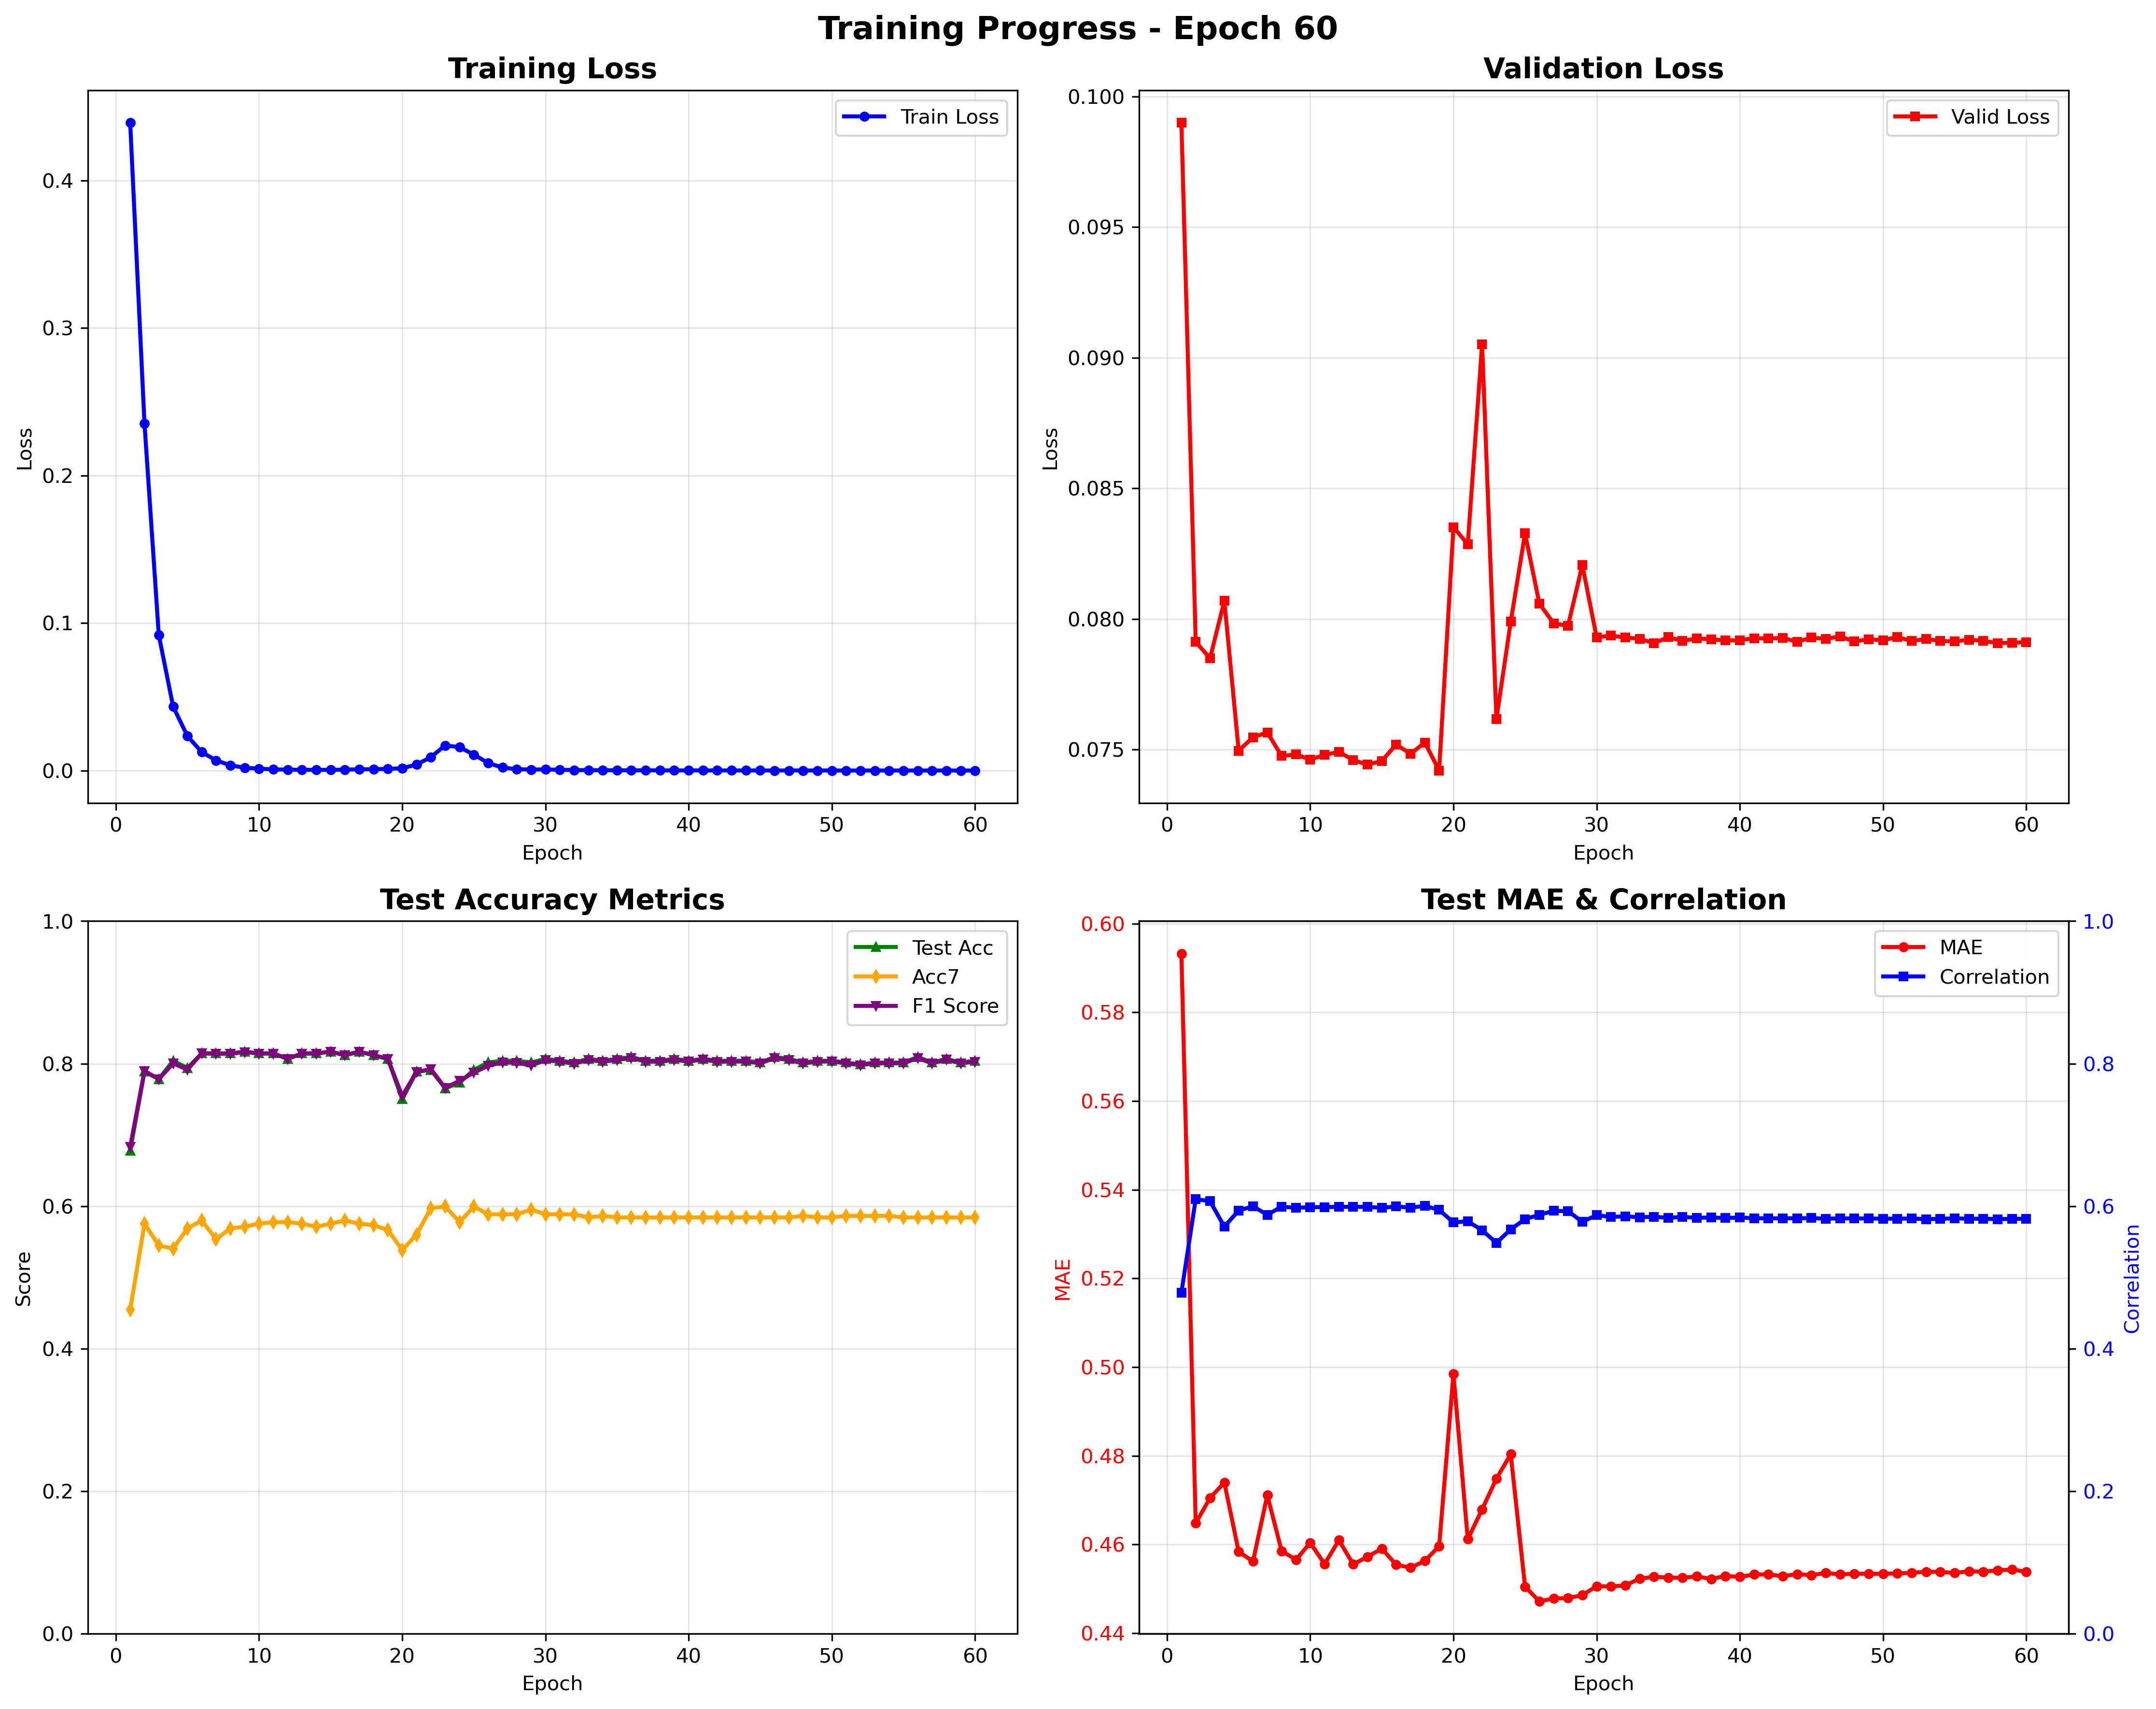 Training Progress - Epoch 60
Training Loss
Train Loss
0.4
0.3
0.2
0.1
0.0
Loss
0 10 20 30 40 50 60
Epoch
Validation Loss
Valid Loss
0.100
0.095
0.090
0.085
0.080
0.075
Loss
0 10 20 30 40 50 60
Epoch
Test Accuracy Metrics
Test Acc
Acc7
F1 Score
1.0
0.8
0.6
0.4
0.2
0.0
Score
0 10 20 30 40 50 60
Epoch
Test MAE & Correlation
MAE
Correlation
0.60
0.58
0.56
0.54
0.52
0.50
0.48
0.46
0.44
MAE
1.0
0.8
0.6
0.4
0.2
0.0
Correlation
0 10 20 30 40 50 60
Epoch